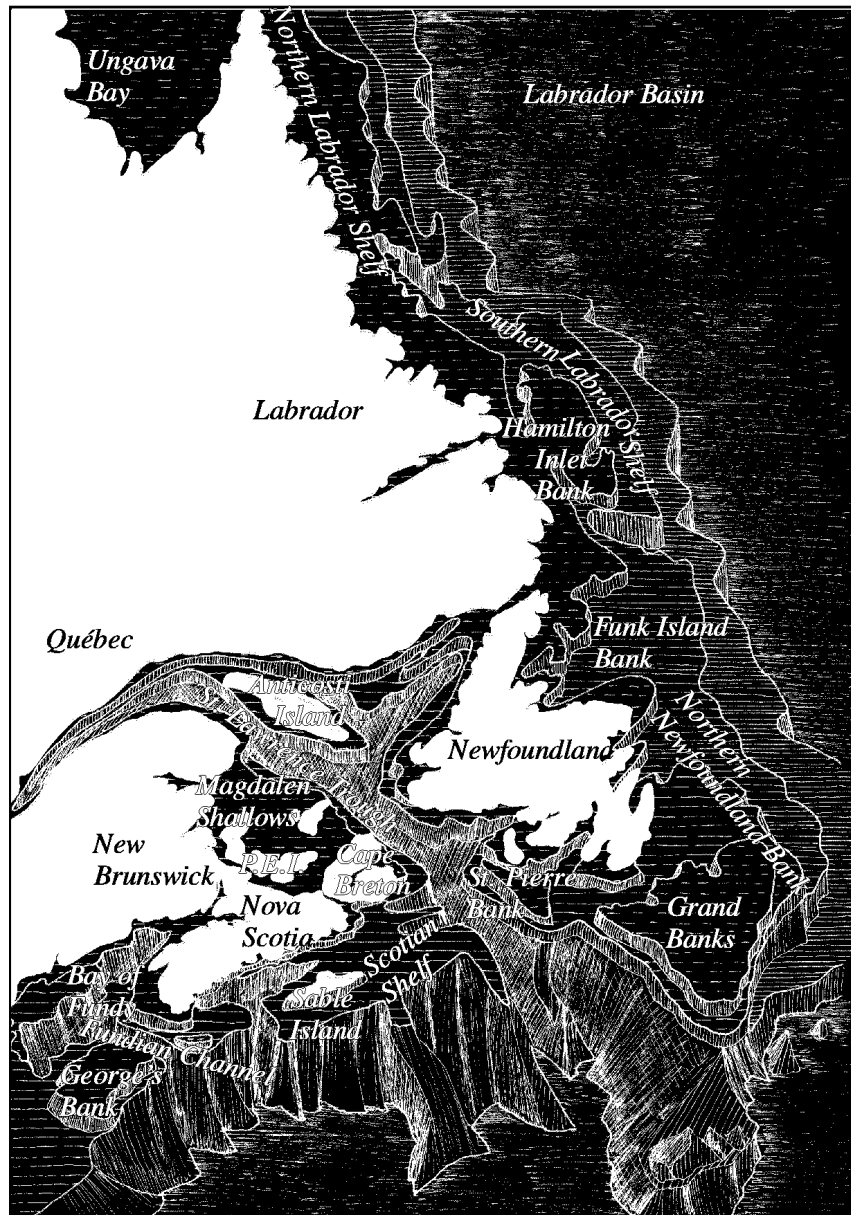 Ungava
Bay
Northern Labrador Shelf
Labrador Basin
Southern Labrador Shelf
Labrador
Hamilton
Inlet
Bank
Québec
Funk Island
Bank
Anticosti
Island
St. Lawrence Trough
Northern
Newfoundland Bank
Newfoundland
Magdalen
Shallows
New
Brunswick
P.E.I.
Cape
Breton
St. Pierre
Bank
Nova
Scotia
Grand
Banks
Scotian
Shelf
Bay of
Funds
Sable
Island
Fundian Channel
George's
Bank